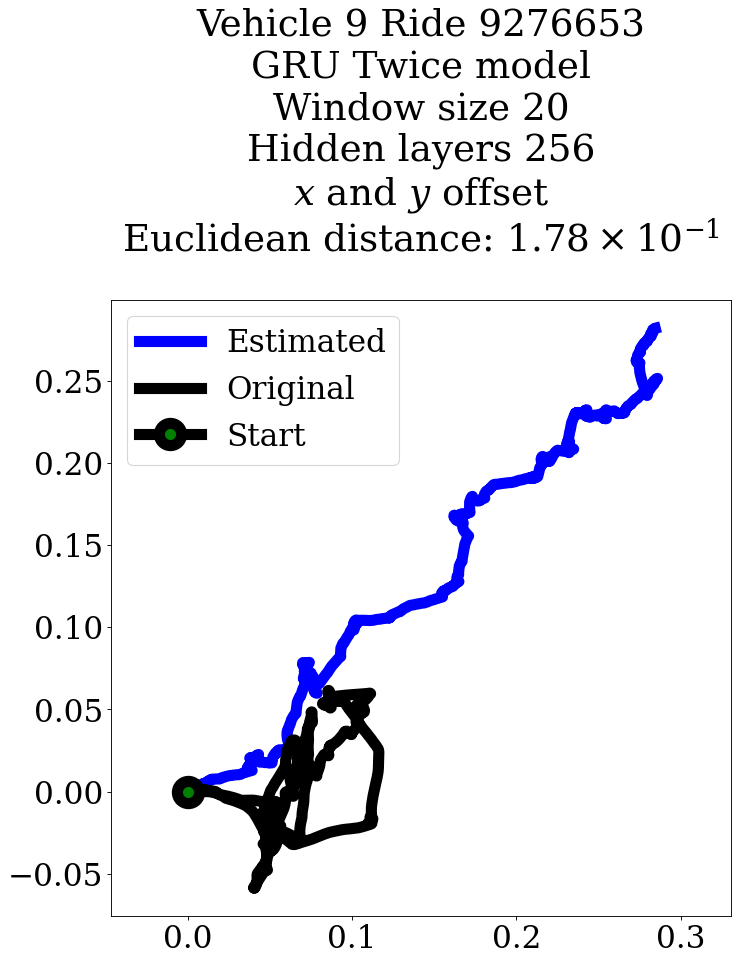 Vehicle 9 Ride 9276653
GRU Twice model
Window size 20
Hidden layers 256
x and y offset
Euclidean distance: 1.78 × 10⁻¹
Estimated
Original
Start
0.25
0.20
0.15
0.10
0.05
0.00
−0.05
0.0 0.1 0.2 0.3